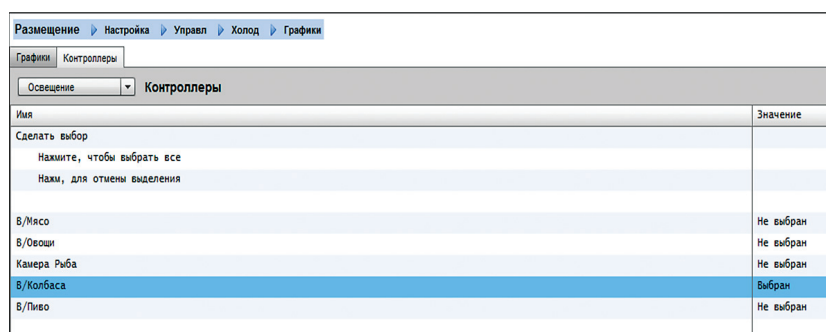 Размещение Настройка Управл Холод Графики
Графики Контроллеры
Освещение Контроллеры
Имя Значение
Сделать выбор
Нажмите, чтобы выбрать все
Нажм, для отмены выделения
В/Мясо Не выбран
В/Овощи Не выбран
Камера Рыба Не выбран
В/Колбаса Выбран
В/Пиво Не выбран